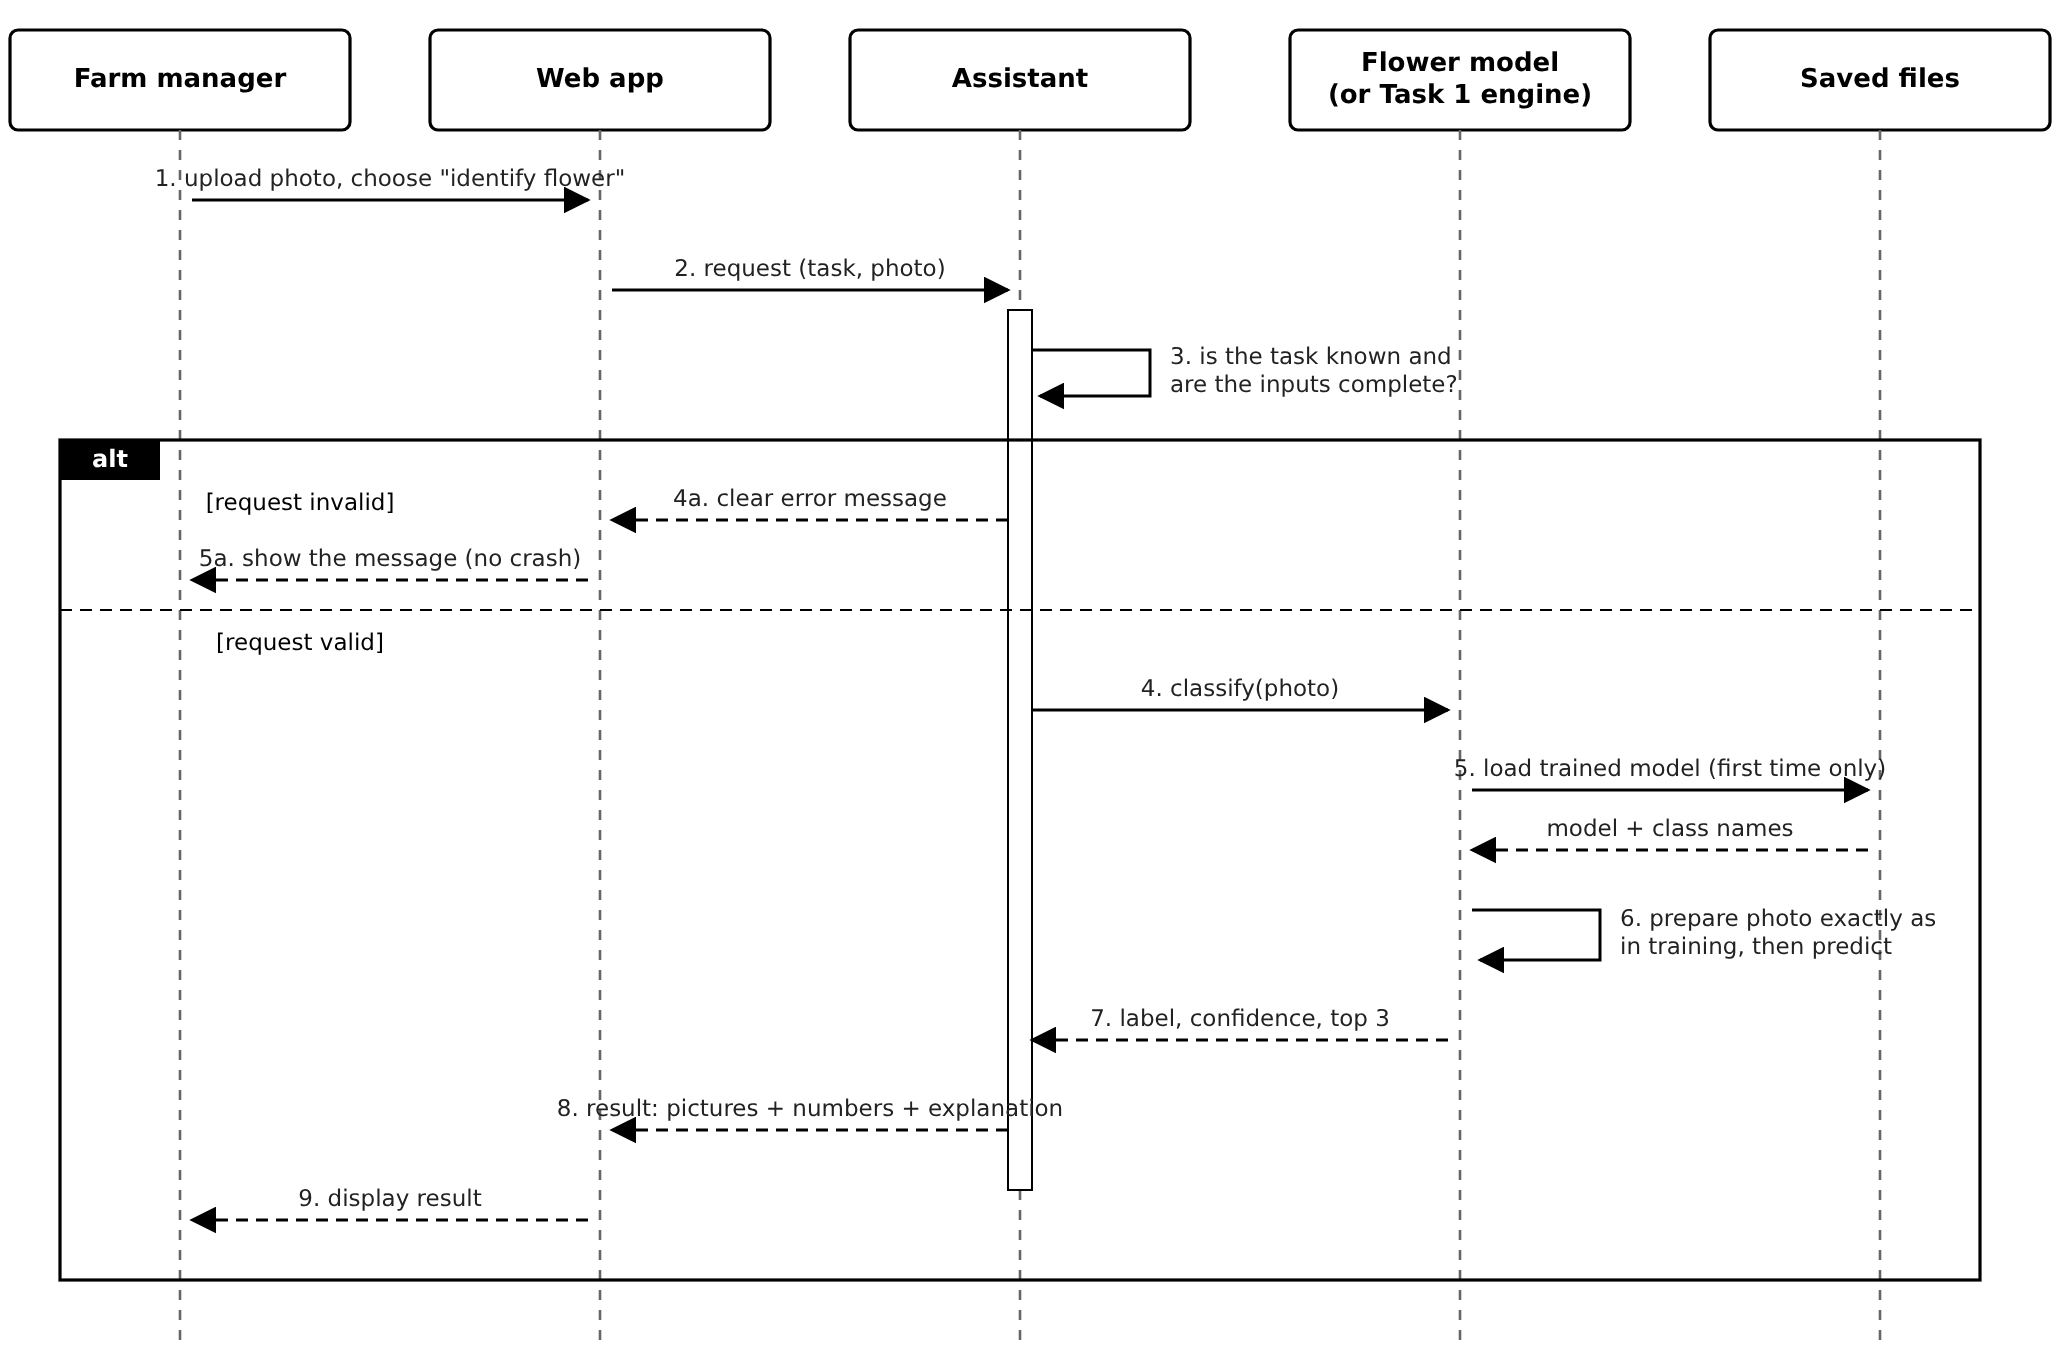 Farm manager
Web app
Assistant
Flower model
(or Task 1 engine)
Saved files
1. upload photo, choose "identify flower"
2. request (task, photo)
3. is the task known and
are the inputs complete?
alt
[request invalid]
4a. clear error message
5a. show the message (no crash)
[request valid]
4. classify(photo)
5. load trained model (first time only)
model + class names
6. prepare photo exactly as
in training, then predict
7. label, confidence, top 3
8. result: pictures + numbers + explanation
9. display result